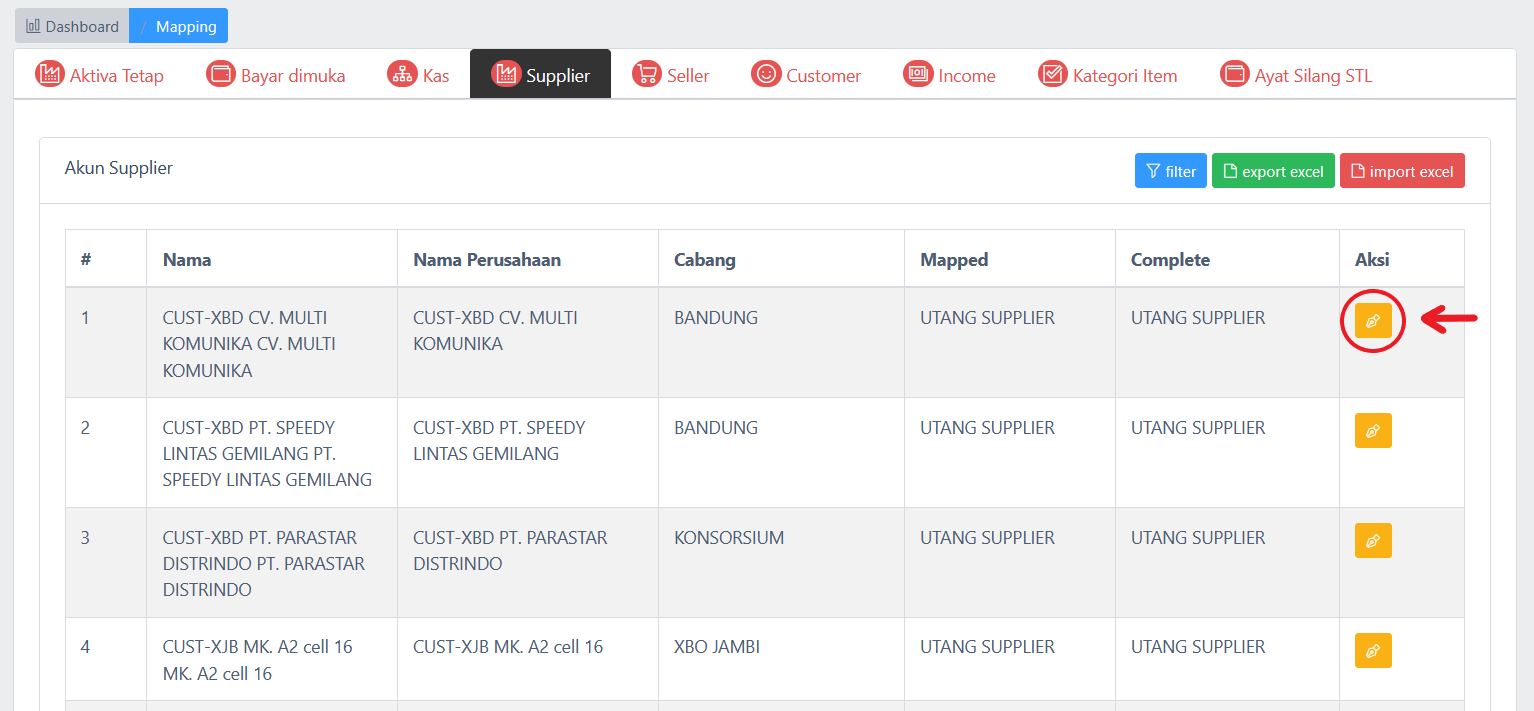 Dashboard / Mapping
Aktiva Tetap Bayar dimuka Kas Supplier Seller Customer Income Kategori Item Ayat Silang STL
Akun Supplier filter export excel import excel
# Nama Nama Perusahaan Cabang Mapped Complete Aksi
1 CUST-XBD CV. MULTI CUST-XBD CV. MULTI BANDUNG UTANG SUPPLIER UTANG SUPPLIER
KOMUNIKA CV. MULTI KOMUNIKA
KOMUNIKA
2 CUST-XBD PT. SPEEDY CUST-XBD PT. SPEEDY BANDUNG UTANG SUPPLIER UTANG SUPPLIER
LINTAS GEMILANG PT. LINTAS GEMILANG
SPEEDY LINTAS GEMILANG
3 CUST-XBD PT. PARASTAR CUST-XBD PT. PARASTAR KONSORSIUM UTANG SUPPLIER UTANG SUPPLIER
DISTRINDO PT. PARASTAR DISTRINDO
DISTRINDO
4 CUST-XJB MK. A2 cell 16 CUST-XJB MK. A2 cell 16 XBO JAMBI UTANG SUPPLIER UTANG SUPPLIER
MK. A2 cell 16